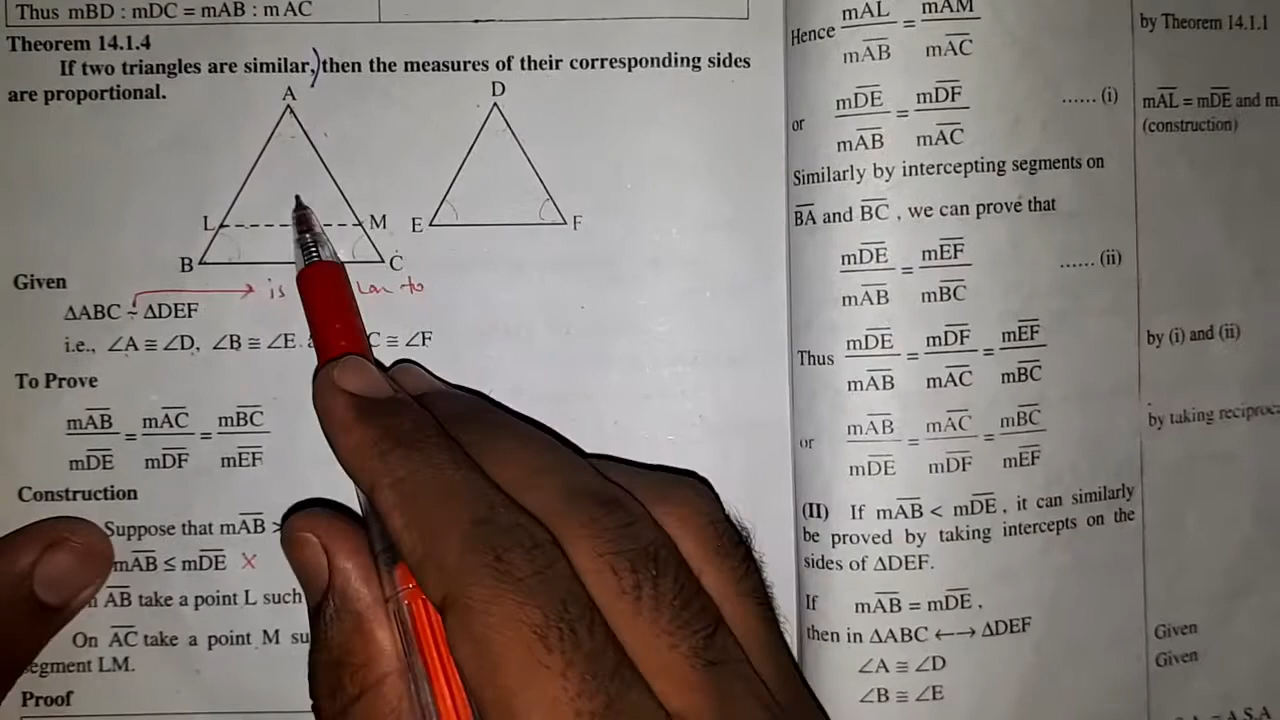 Thus mBD : mDC = mAB : mAC
Theorem 14.1.4
If two triangles are similar,) then the measures of their corresponding sides
are proportional.
A
D
L
M
E
F
B
C
Given
is
to
ΔABC ~ ΔDEF
i.e., ∠A ≅ ∠D, ∠B ≅ ∠E. C ≅ ∠F
To Prove
mAB/mDE = mAC/mDF = mBC/mEF
Construction
Suppose that mAB >
mAB ≤ mDE ×
AB take a point L such
On AC take a point M su
segment LM.
Proof
Hence mAL/mAB = mAM/mAC by Theorem 14.1.1
or mDE/mAB = mDF/mAC ...... (i) mAL = mDE and m
(construction)
Similarly by intercepting segments on
BA and BC, we can prove that
mDE/mAB = mEF/mBC ...... (ii)
Thus mDE/mAB = mDF/mAC = mEF/mBC by (i) and (ii)
or mAB/mDE = mAC/mDF = mBC/mEF by taking reciproc
(II) If mAB < mDE, it can similarly
be proved by taking intercepts on the
sides of ΔDEF.
If mAB = mDE,
then in ΔABC ←→ ΔDEF Given
∠A ≅ ∠D Given
∠B ≅ ∠E
A.S.A